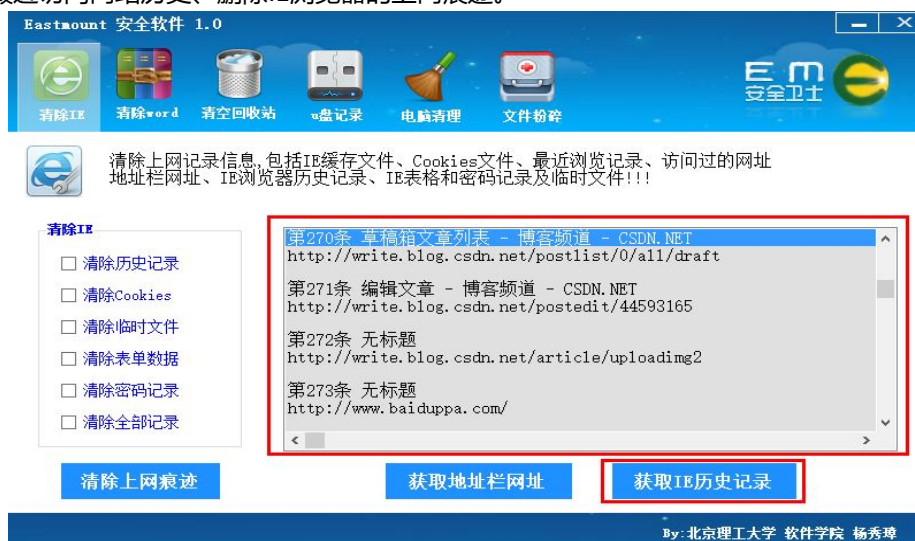 Eastmount 安全软件 1.0
清除IE
清除word
清空回收站
u盘记录
电脑清理
文件粉碎
EM
安全卫士
清除上网记录信息,包括IE缓存文件、Cookies文件、最近浏览记录、访问过的网址
地址栏网址、IE浏览器历史记录、IE表格和密码记录及临时文件!!!
清除IE
清除历史记录
清除Cookies
清除临时文件
清除表单数据
清除密码记录
清除全部记录
第270条 草稿箱文章列表 - 博客频道 - CSDN.NET
http://write.blog.csdn.net/postlist/0/all/draft
第271条 编辑文章 - 博客频道 - CSDN.NET
http://write.blog.csdn.net/postedit/44593165
第272条 无标题
http://write.blog.csdn.net/article/uploadimg2
第273条 无标题
http://www.baiduppa.com/
清除上网痕迹
获取地址栏网址
获取IE历史记录
By:北京理工大学 软件学院 杨秀璋